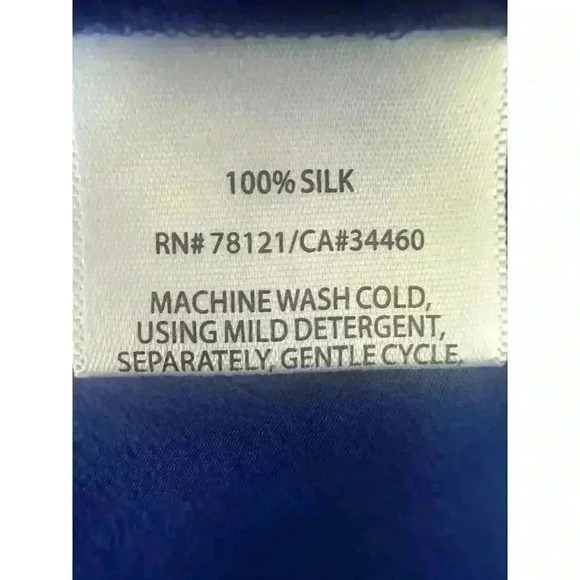 100% SILK
RN# 78121/CA#34460
MACHINE WASH COLD,
USING MILD DETERGENT,
SEPARATELY, GENTLE CYCLE.